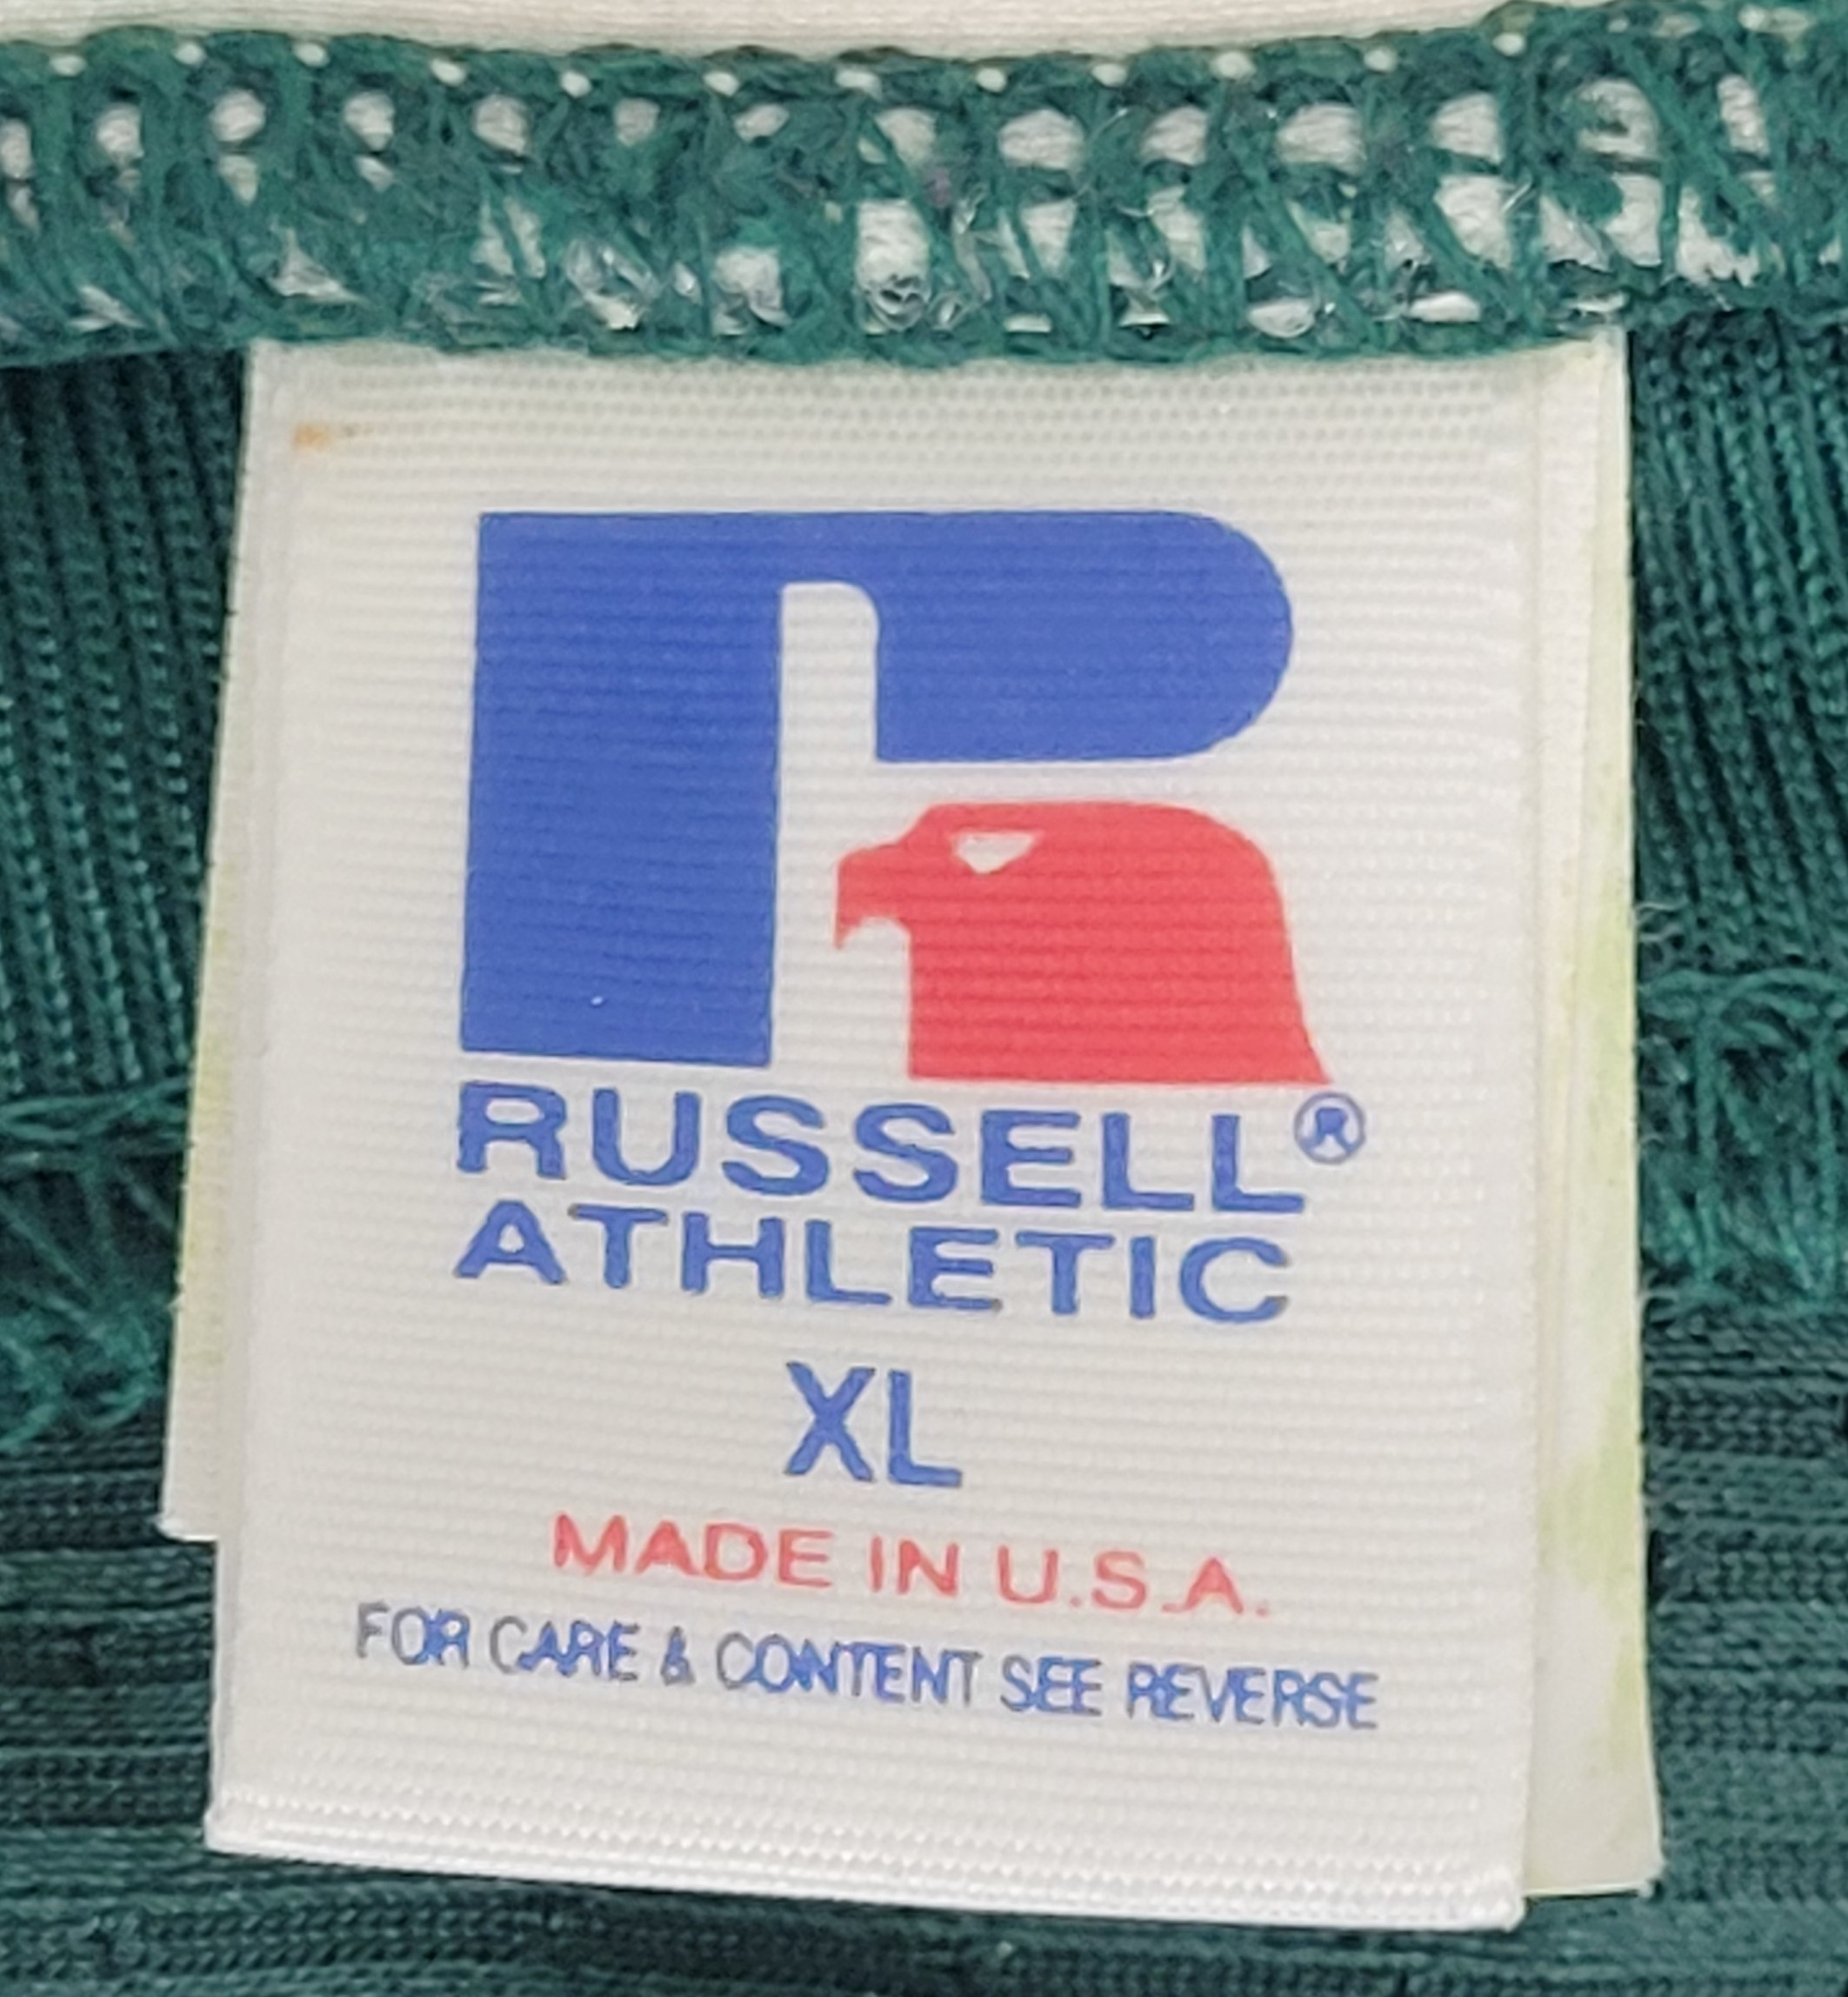 RUSSELL®
ATHLETIC
XL
MADE IN U.S.A.
FOR CARE & CONTENT SEE REVERSE